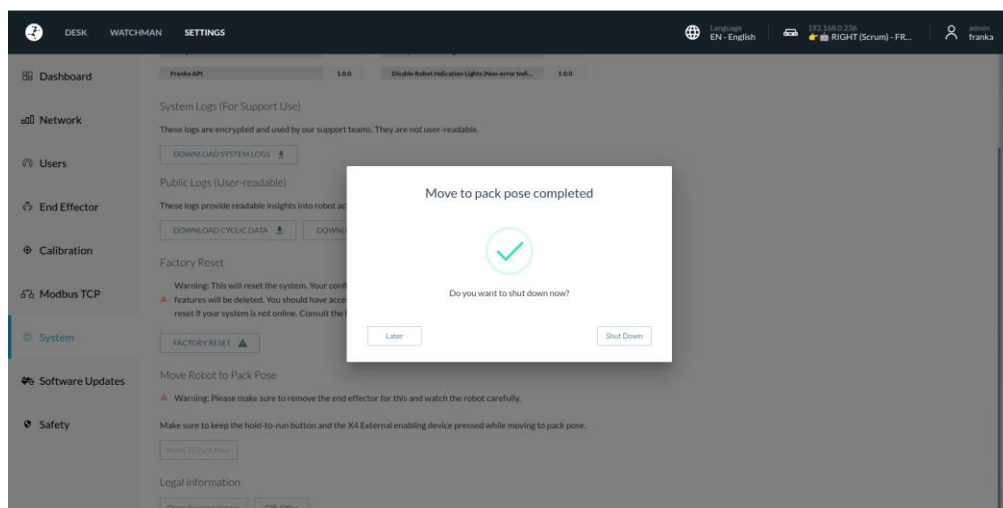 DESK WATCHMAN SETTINGS
Language
EN - English
192.168.0.236
RIGHT (Scrum) - FR...
admin
franka
Dashboard
Network
Users
End Effector
Calibration
Modbus TCP
System
Software Updates
Safety
Franka API 1.0.0 Disable Robot Indication Lights (Non-error Indi... 1.0.0
System Logs (For Support Use)
These logs are encrypted and used by our support teams. They are not user-readable.
DOWNLOAD SYSTEM LOGS
Public Logs (User-readable)
These logs provide readable insights into robot ac
DOWNLOAD CYCLIC DATA DOWNL
Factory Reset
Warning: This will reset the system. Your conf
features will be deleted. You should have acce
reset if your system is not online. Consult the
FACTORY RESET
Move Robot to Pack Pose
Warning: Please make sure to remove the end effector for this and watch the robot carefully.
Make sure to keep the hold-to-run button and the X4 External enabling device pressed while moving to pack pose.
Move To Pack Pose
Legal information
Move to pack pose completed
Do you want to shut down now?
Later Shut Down